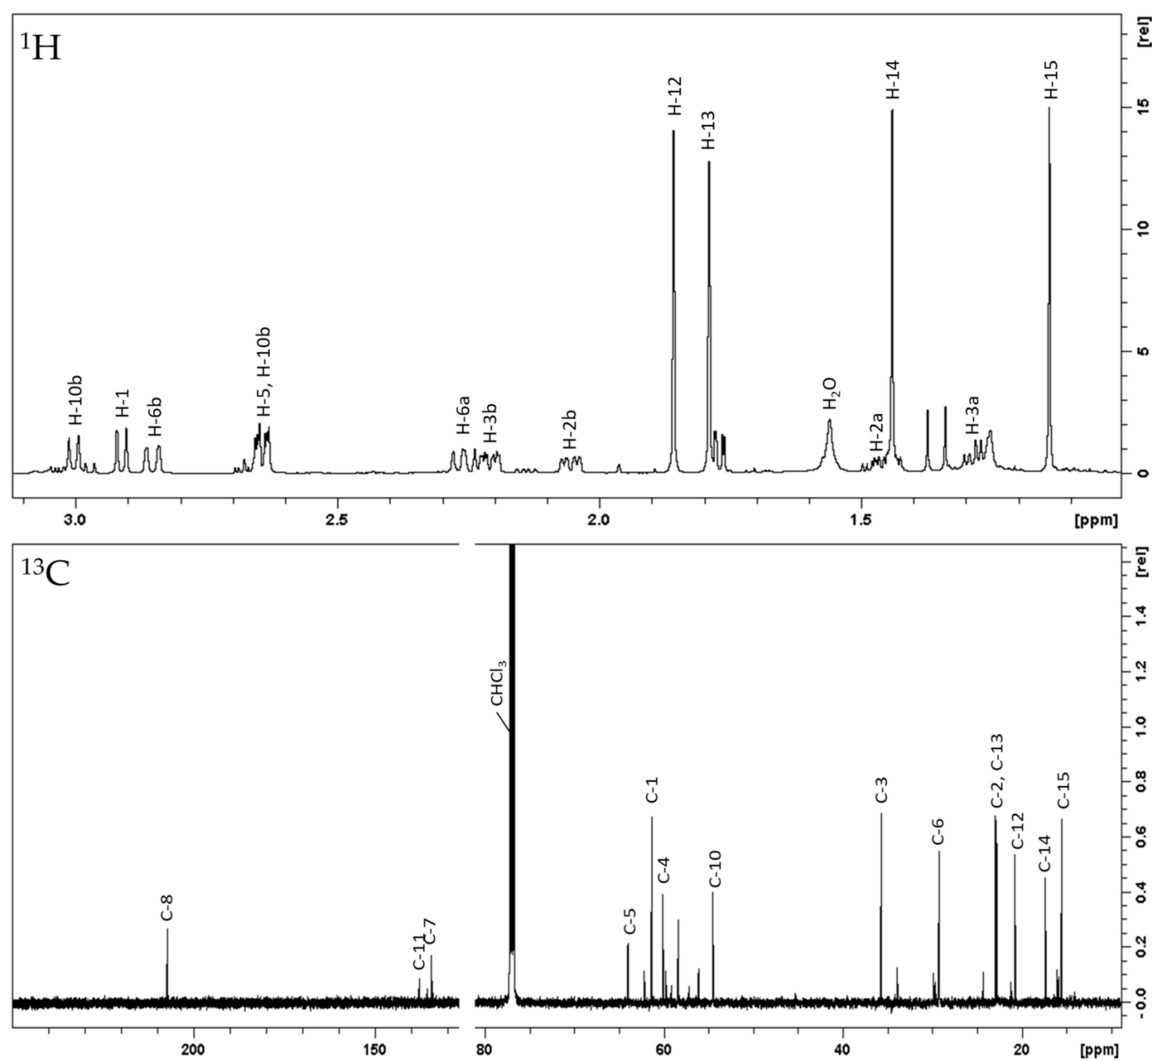 ¹H
[rel]
H-10b
H-1
H-6b
H-5, H-10b
H-6a
H-3b
H-2b
H-12
H-13
H₂O
H-2a
H-14
H-3a
H-15
15
10
5
0
3.0
2.5
2.0
1.5
[ppm]
¹³C
[rel]
C-8
C-11
C-7
CHCl₃
C-5
C-1
C-4
C-10
C-3
C-6
C-2, C-13
C-12
C-14
C-15
1.4
1.2
1.0
0.8
0.6
0.4
0.2
-0.0
200
150
80
60
40
20
[ppm]